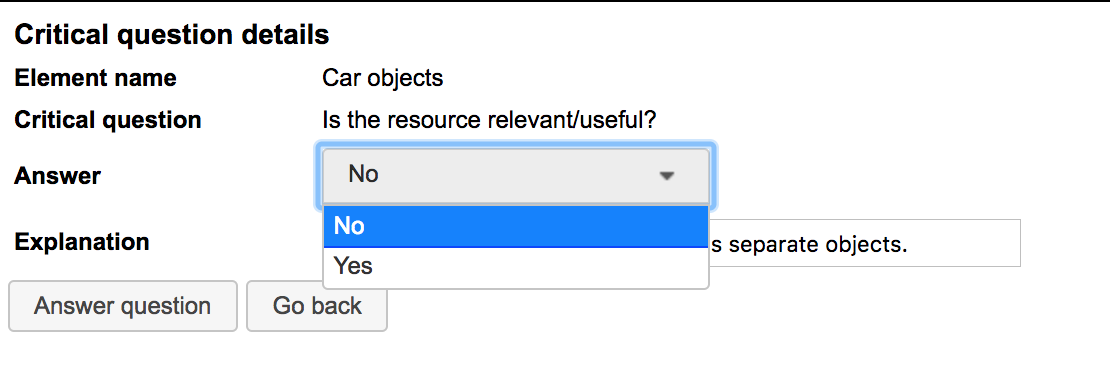 Critical question details
Element name Car objects
Critical question Is the resource relevant/useful?
Answer No
No
Explanation s separate objects.
Yes
Answer question Go back